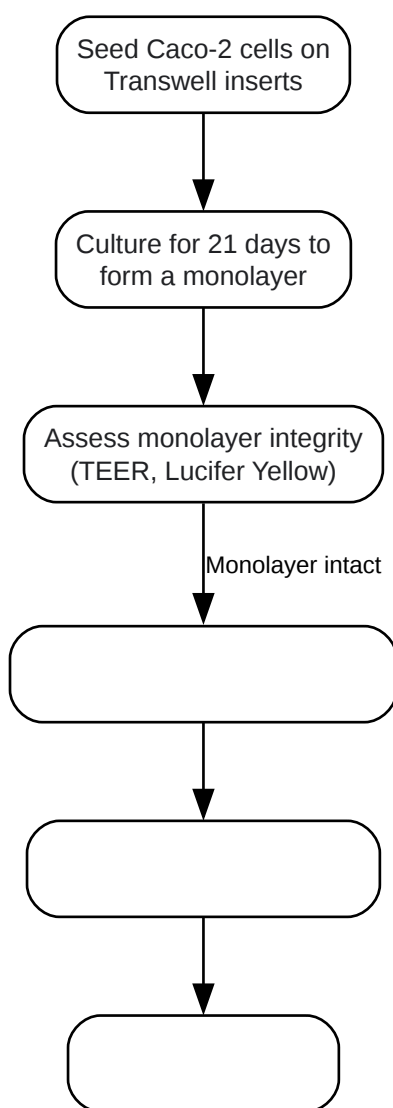 Seed Caco-2 cells on
Transwell inserts
Culture for 21 days to
form a monolayer
Assess monolayer integrity
(TEER, Lucifer Yellow)
Monolayer intact